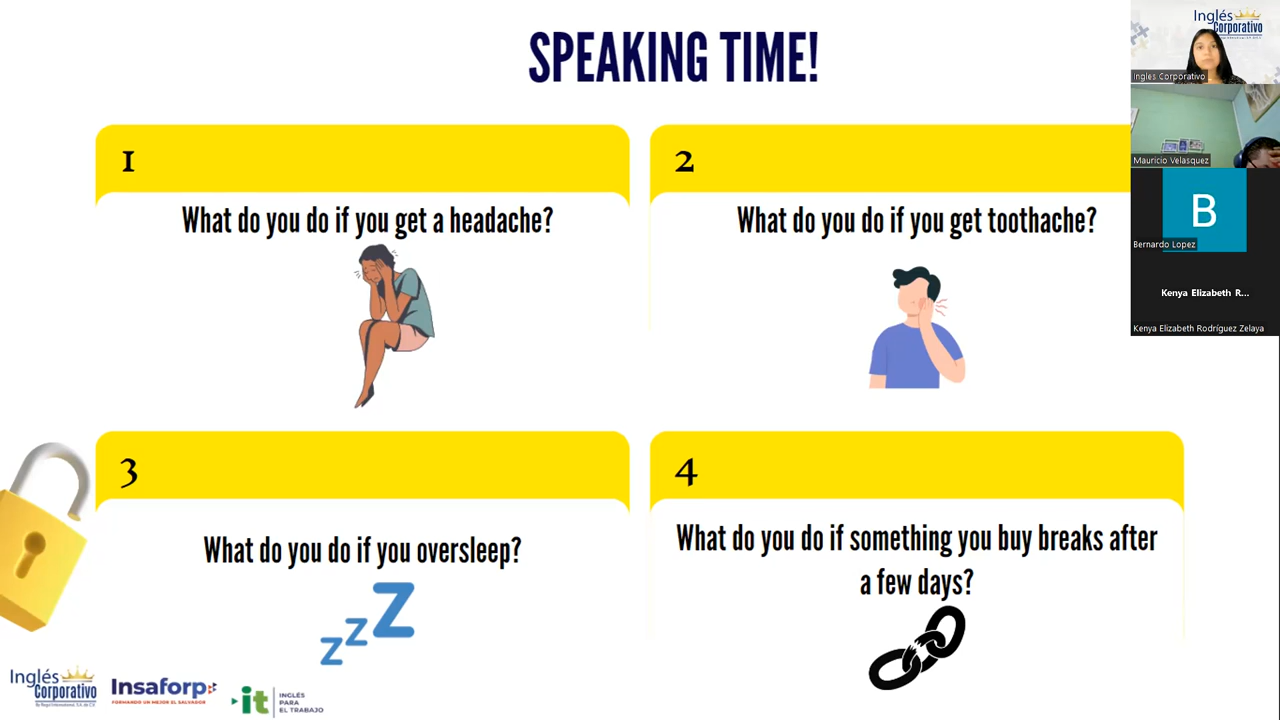 SPEAKING TIME!
1
What do you do if you get a headache?
2
What do you do if you get toothache?
3
What do you do if you oversleep?
zzZ
4
What do you do if something you buy breaks after
a few days?
Inglés
Corporativo
Insaforp
FORMANDO UN MEJOR EL SALVADOR
it
INGLÉS
PARA
EL TRABAJO
Inglés
Corporativo
Ingles Corporativo
Mauricio Velasquez
B
Bernardo Lopez
Kenya Elizabeth R...
Kenya Elizabeth Rodríguez Zelaya